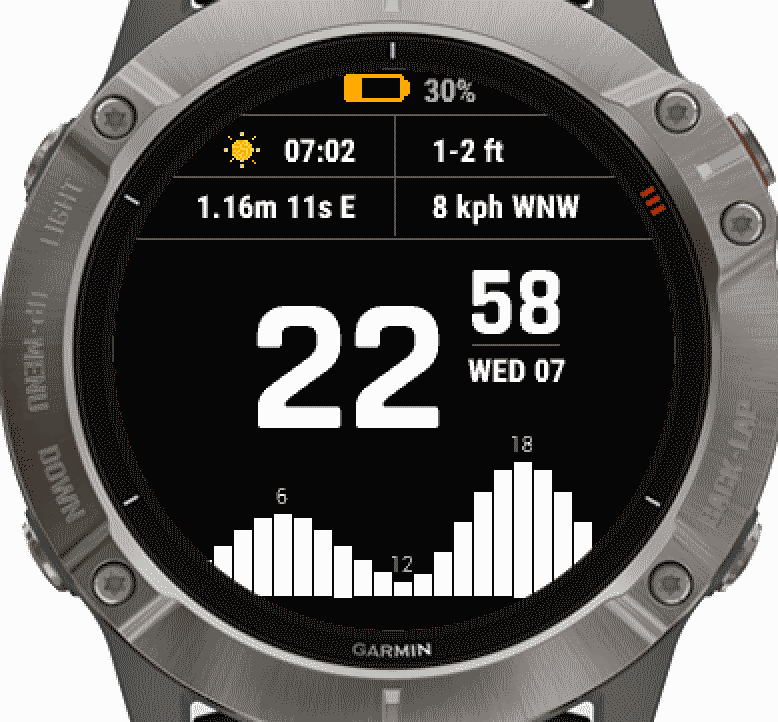 30%
07:02
1-2 ft
1.16m 11s E
8 kph WNW
22
58
WED 07
18
6
12
GARMIN
LIGHT
UP·MENU
DOWN
BACK·LAP